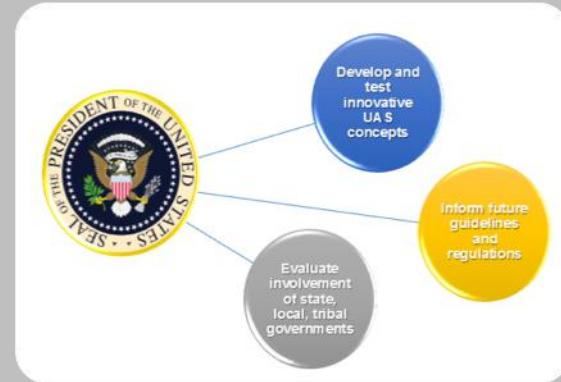 SEAL OF THE PRESIDENT OF THE UNITED STATES
Develop and
test
innovative
UAS
concepts
Inform future
guidelines
and
regulations
Evaluate
involvement
of state,
local, tribal
governments